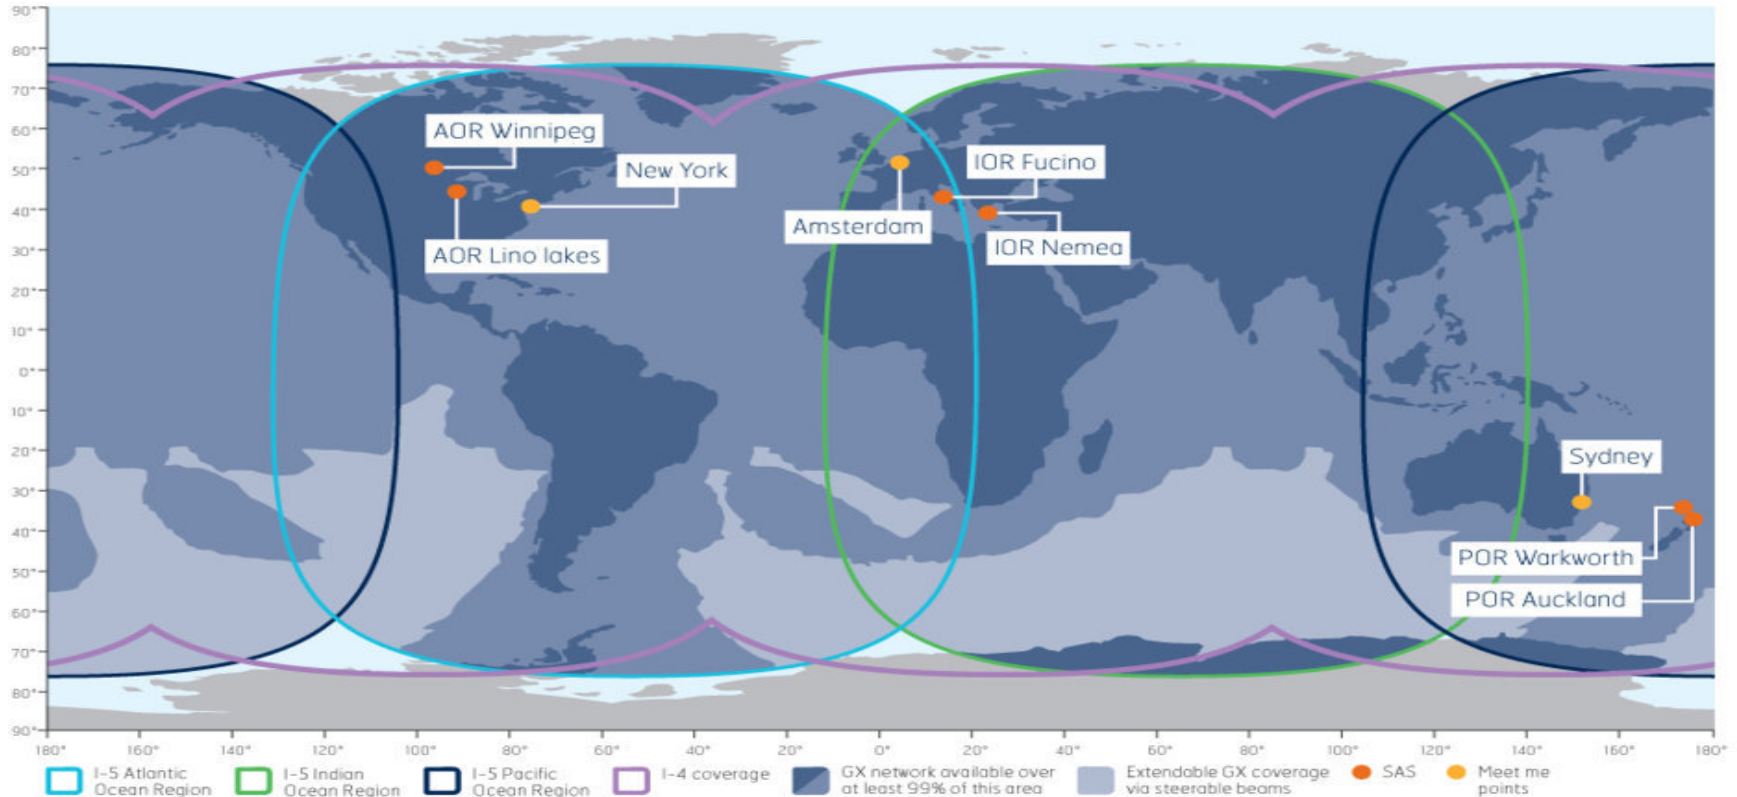 90°
80°
70°
60°
50°
40°
30°
20°
10°
0°
10°
20°
30°
40°
50°
60°
70°
80°
90°
AOR Winnipeg
New York
AOR Lino lakes
IOR Fucino
Amsterdam
IOR Nemea
Sydney
POR Warkworth
POR Auckland
180° 160° 140° 120° 100° 80° 60° 40° 20° 0° 20° 40° 60° 80° 100° 120° 140° 160° 180°
I-5 Atlantic
Ocean Region
I-5 Indian
Ocean Region
I-5 Pacific
Ocean Region
I-4 coverage
GX network available over
at least 99% of this area
Extendable GX coverage
via steerable beams
SAS
Meet me
points